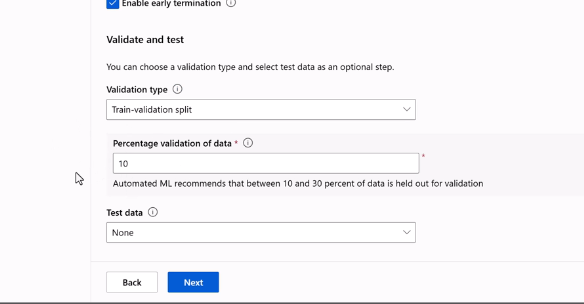 Enable early termination
Validate and test
You can choose a validation type and select test data as an optional step.
Validation type
Train-validation split
Percentage validation of data *
10
*
Automated ML recommends that between 10 and 30 percent of data is held out for validation
Test data
None
Back Next